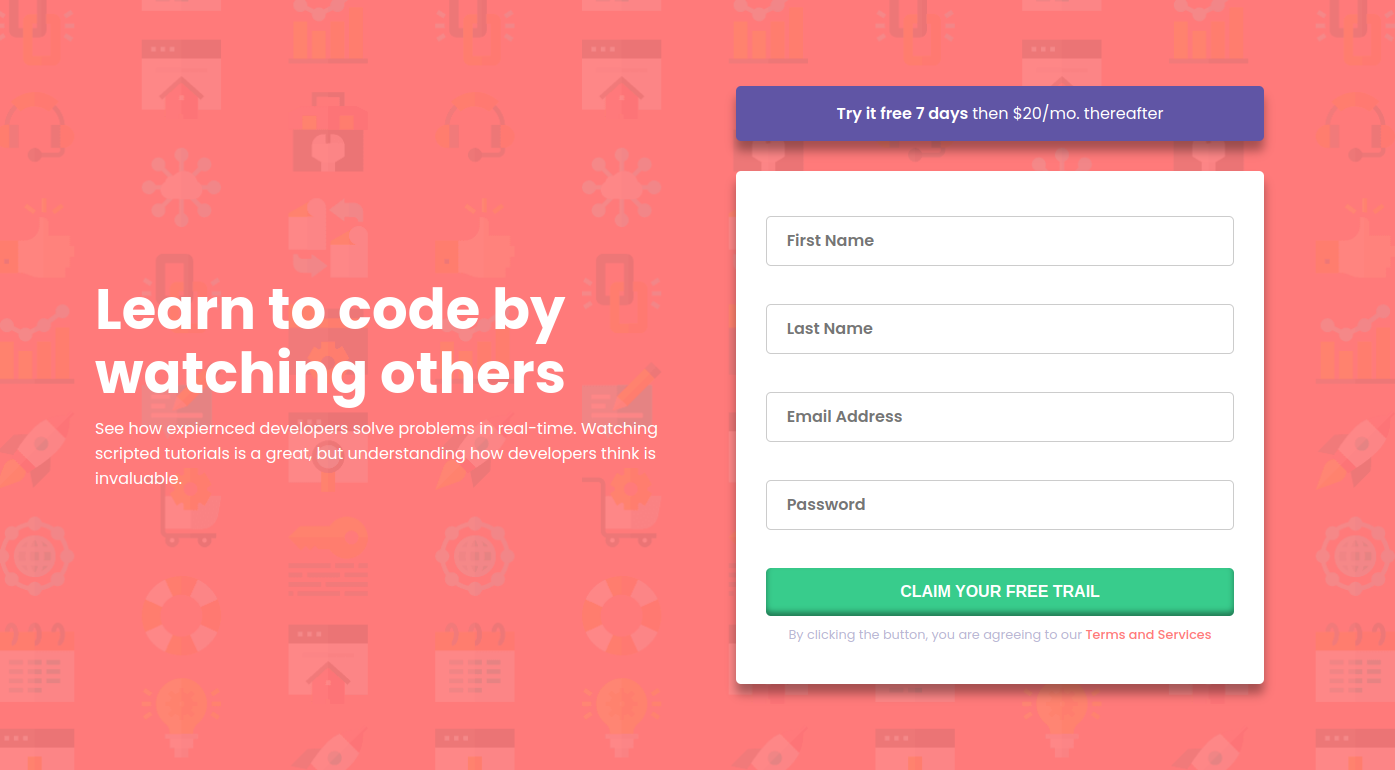 Learn to code by
watching others
See how expiernced developers solve problems in real-time. Watching
scripted tutorials is a great, but understanding how developers think is
invaluable.
Try it free 7 days then $20/mo. thereafter
First Name
Last Name
Email Address
Password
CLAIM YOUR FREE TRAIL
By clicking the button, you are agreeing to our Terms and Services